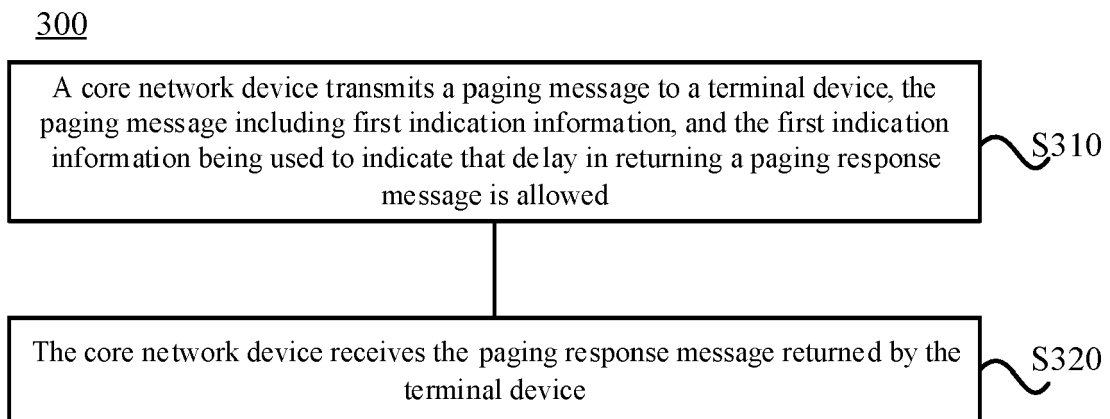 300
A core network device transmits a paging message to a terminal device, the
paging message including first indication information, and the first indication
information being used to indicate that delay in returning a paging response
message is allowed
S310
The core network device receives the paging response message returned by the
terminal device
S320